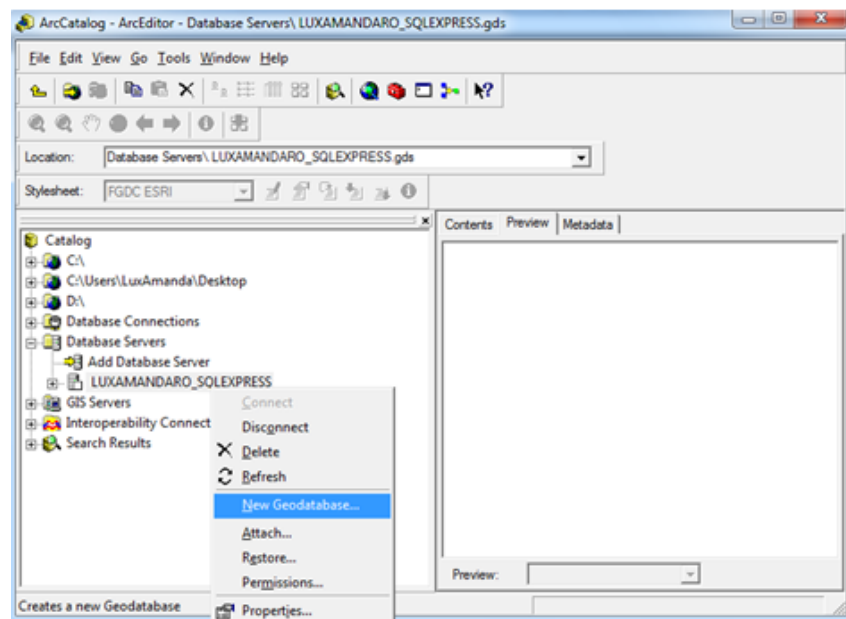 ArcCatalog - ArcEditor - Database Servers\ LUXAMANDARO_SQLEXPRESS.gds
File Edit View Go Tools Window Help
Location: Database Servers\ LUXAMANDARO_SQLEXPRESS.gds
Stylesheet: FGDC ESRI
Contents Preview Metadata
Catalog
C:\
C:\Users\LuxAmanda\Desktop
D:\
Database Connections
Database Servers
Add Database Server
LUXAMANDARO_SQLEXPRESS
GIS Servers
Interoperability Connect
Search Results
Connect
Disconnect
Delete
Refresh
New Geodatabase...
Attach...
Restore...
Permissions...
Properties...
Preview:
Creates a new Geodatabase